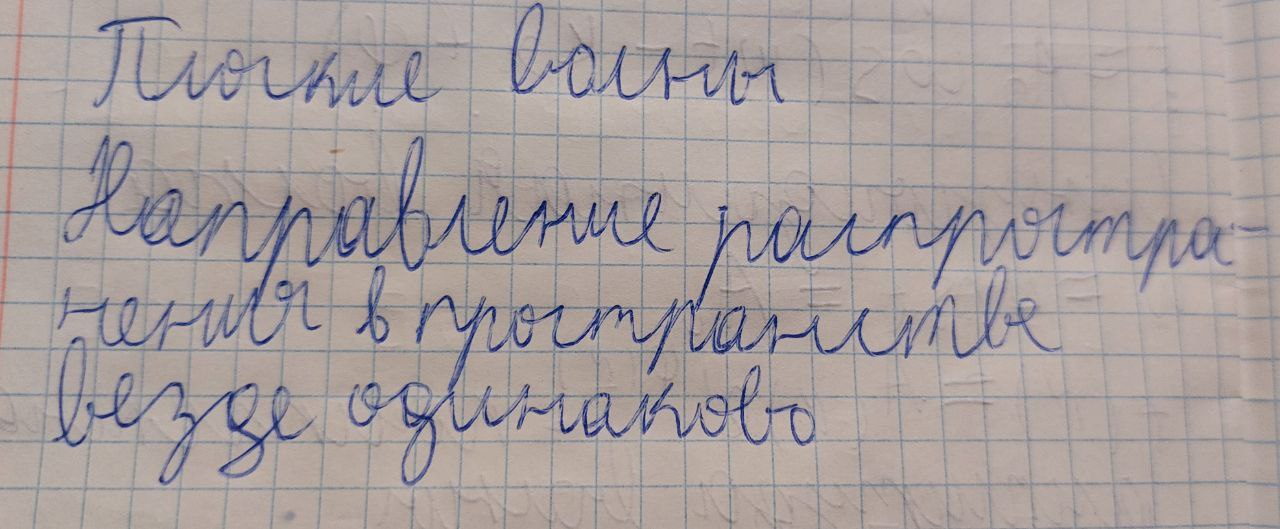 Плоские волны
Направление распростра-
нения в пространстве
везде одинаково